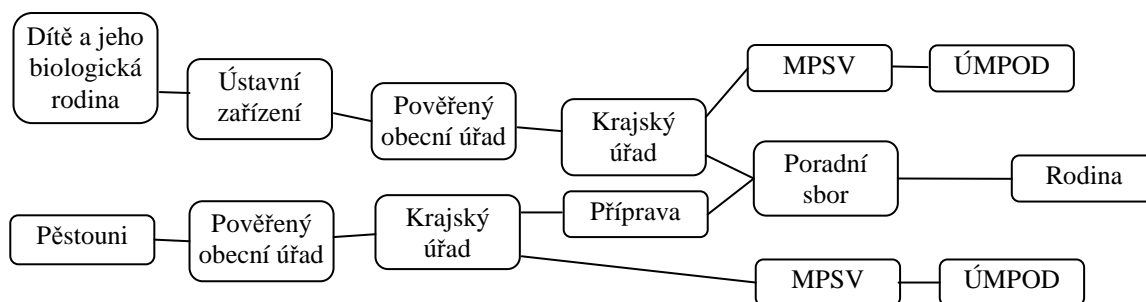 Dítě a jeho
biologická
rodina
Ústavní
zařízení
Pověřený
obecní úřad
Krajský
úřad
MPSV
ÚMPOD
Poradní
sbor
Rodina
Pěstouni
Pověřený
obecní úřad
Krajský
úřad
Příprava
MPSV
ÚMPOD